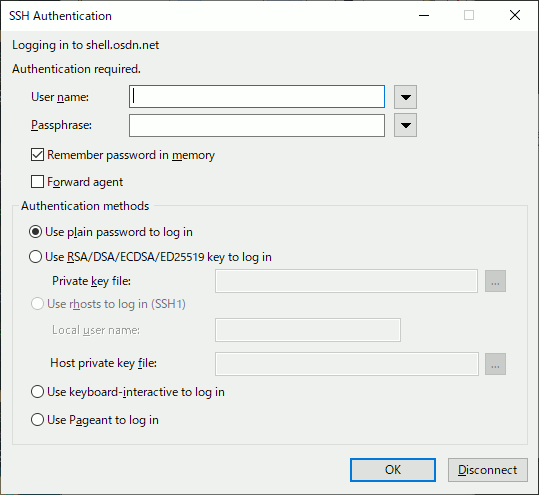 SSH Authentication
Logging in to shell.osdn.net
Authentication required.
User name:
Passphrase:
Remember password in memory
Forward agent
Authentication methods
Use plain password to log in
Use RSA/DSA/ECDSA/ED25519 key to log in
Private key file: ...
Use rhosts to log in (SSH1)
Local user name:
Host private key file: ...
Use keyboard-interactive to log in
Use Pageant to log in
OK Disconnect